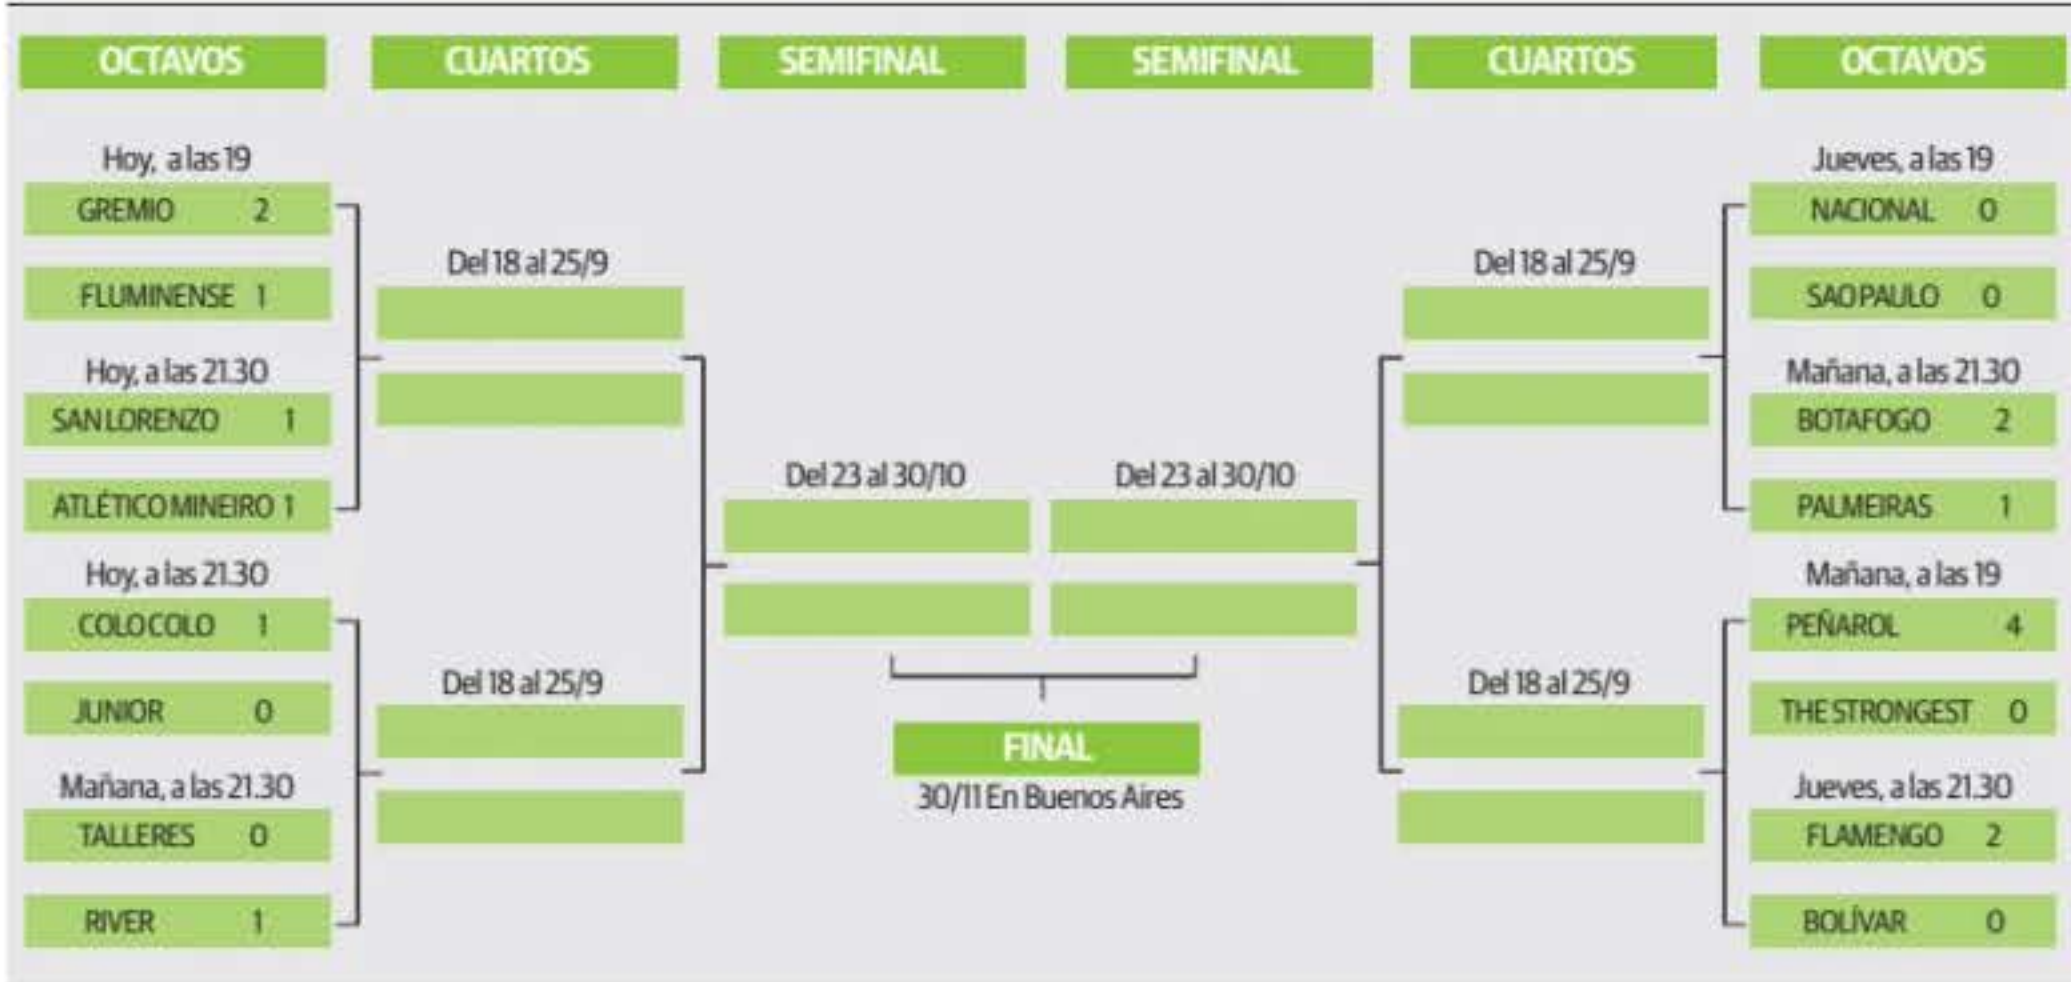 OCTAVOS
CUARTOS
SEMIFINAL
SEMIFINAL
CUARTOS
OCTAVOS
Hoy, a las 19
GREMIO 2
FLUMINENSE 1
Hoy, a las 21.30
SAN LORENZO 1
ATLÉTICO MINEIRO 1
Hoy, a las 21.30
COLO COLO 1
JUNIOR 0
Mañana, a las 21.30
TALLERES 0
RIVER 1
Del 18 al 25/9
Del 18 al 25/9
Del 23 al 30/10
Del 23 al 30/10
FINAL
30/11 En Buenos Aires
Del 18 al 25/9
Del 18 al 25/9
Jueves, a las 19
NACIONAL 0
SAO PAULO 0
Mañana, a las 21.30
BOTAFOGO 2
PALMEIRAS 1
Mañana, a las 19
PEÑAROL 4
THE STRONGEST 0
Jueves, a las 21.30
FLAMENGO 2
BOLÍVAR 0